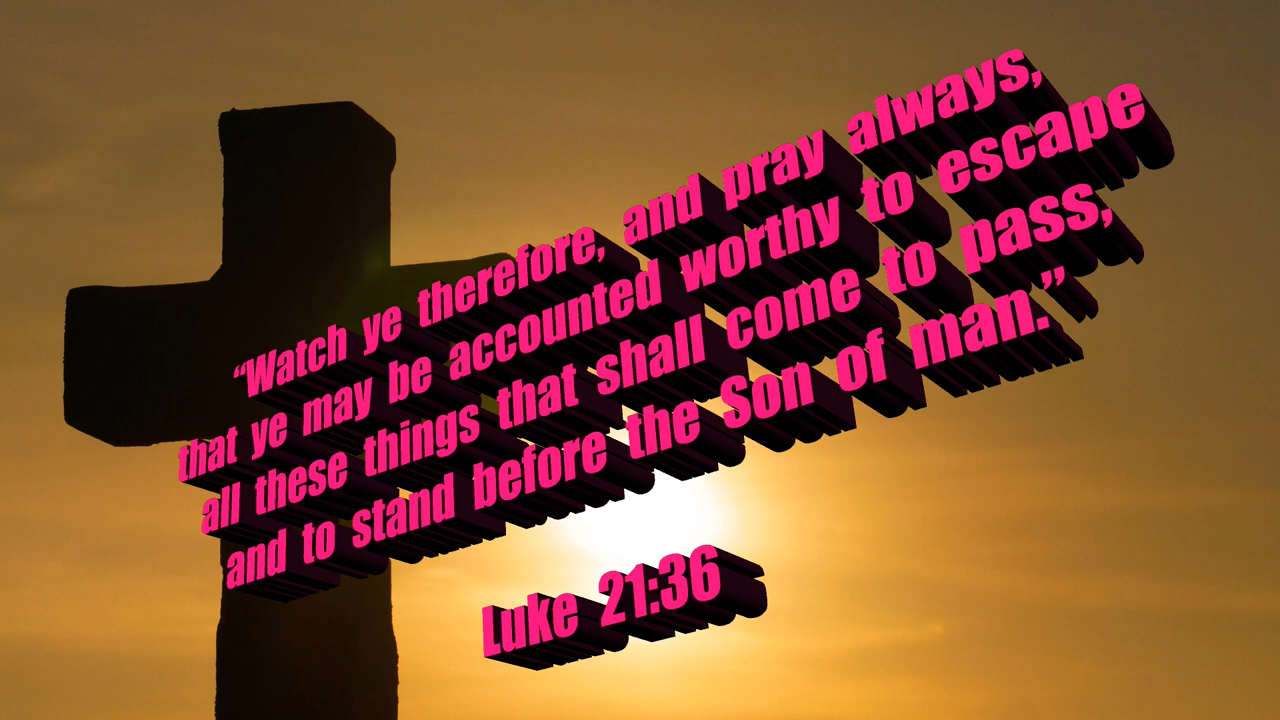 “Watch ye therefore, and pray always,
that ye may be accounted worthy to escape
all these things that shall come to pass,
and to stand before the Son of man.”
Luke 21:36